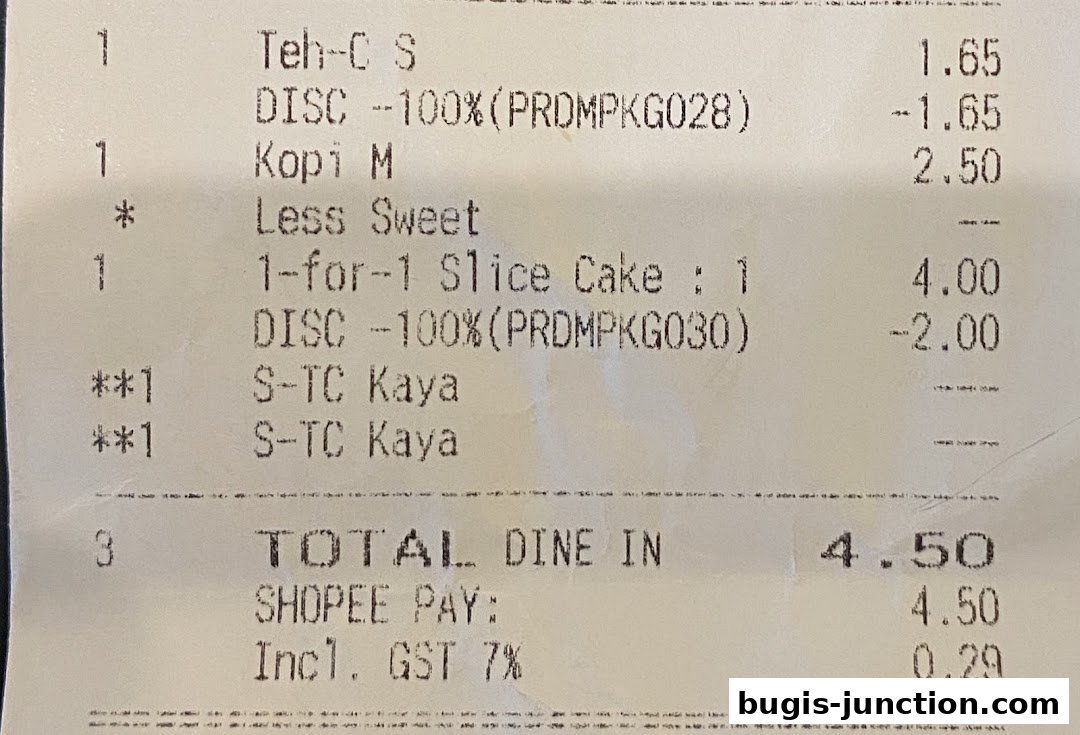 1 Teh-C S 1.65
DISC -100%(PRDMPKG028) -1.65
1 Kopi M 2.50
* Less Sweet --
1 1-for-1 Slice Cake : 1 4.00
DISC -100%(PRDMPKG030) -2.00
**1 S-TC Kaya ---
**1 S-TC Kaya ---
3 TOTAL DINE IN 4.50
SHOPEE PAY: 4.50
Incl. GST 7% 0.29
bugis-junction.com